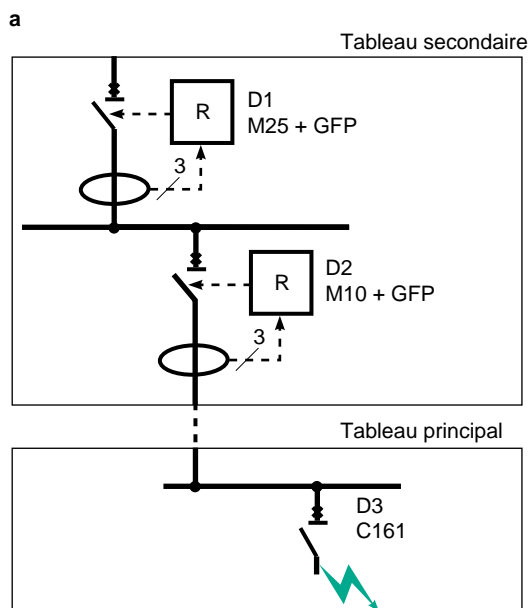 a
Tableau secondaire
R
D1
M25 + GFP
3
R
D2
M10 + GFP
3
Tableau principal
D3
C161